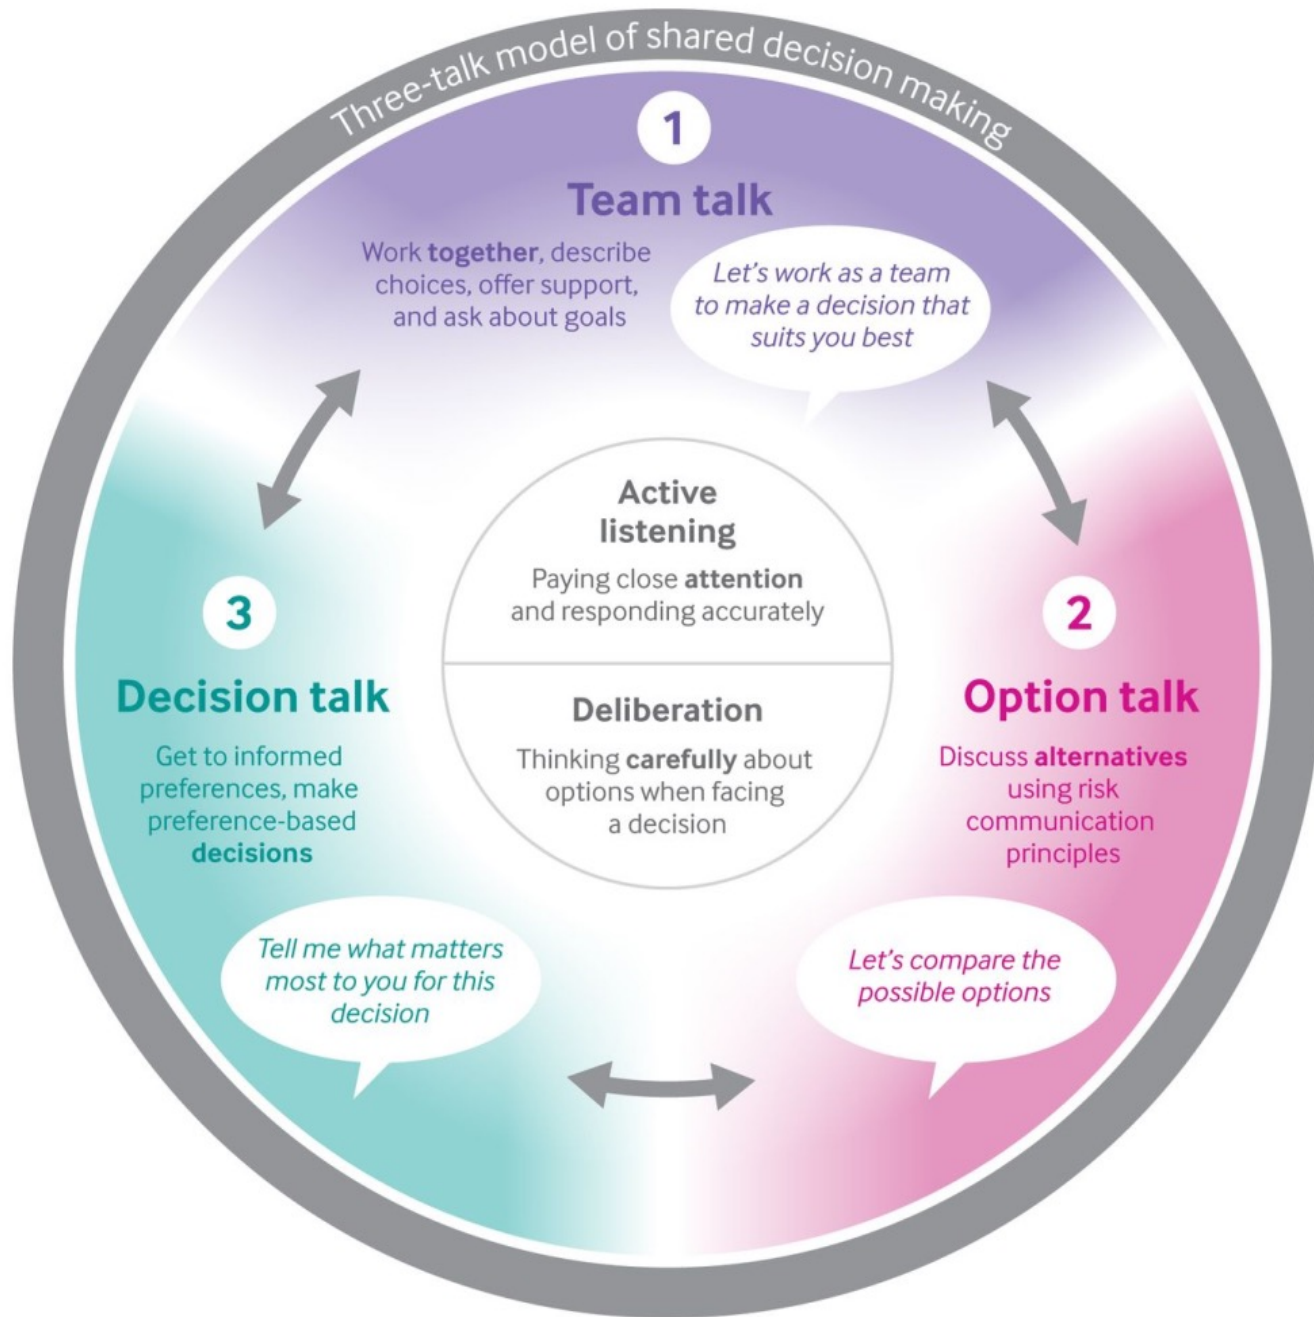 Three-talk model of shared decision making
1
Team talk
Work together, describe
choices, offer support,
and ask about goals
Let's work as a team
to make a decision that
suits you best
Active
listening
Paying close attention
and responding accurately
Deliberation
Thinking carefully about
options when facing
a decision
2
Option talk
Discuss alternatives
using risk
communication
principles
Let's compare the
possible options
3
Decision talk
Get to informed
preferences, make
preference-based
decisions
Tell me what matters
most to you for this
decision